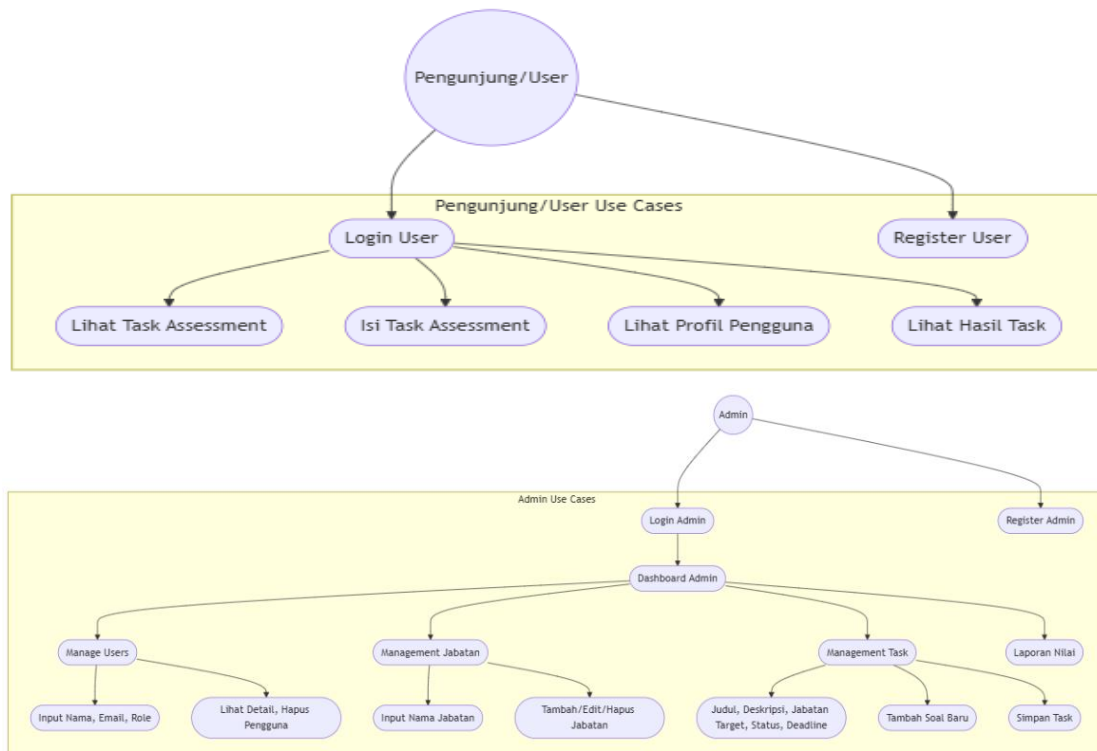 Pengunjung/User
Pengunjung/User Use Cases
Login User
Register User
Lihat Task Assessment
Isi Task Assessment
Lihat Profil Pengguna
Lihat Hasil Task
Admin
Admin Use Cases
Login Admin
Register Admin
Dashboard Admin
Manage Users
Management Jabatan
Management Task
Laporan Nilai
Input Nama, Email, Role
Lihat Detail, Hapus
Pengguna
Input Nama Jabatan
Tambah/Edit/Hapus
Jabatan
Judul, Deskripsi, Jabatan
Target, Status, Deadline
Tambah Soal Baru
Simpan Task